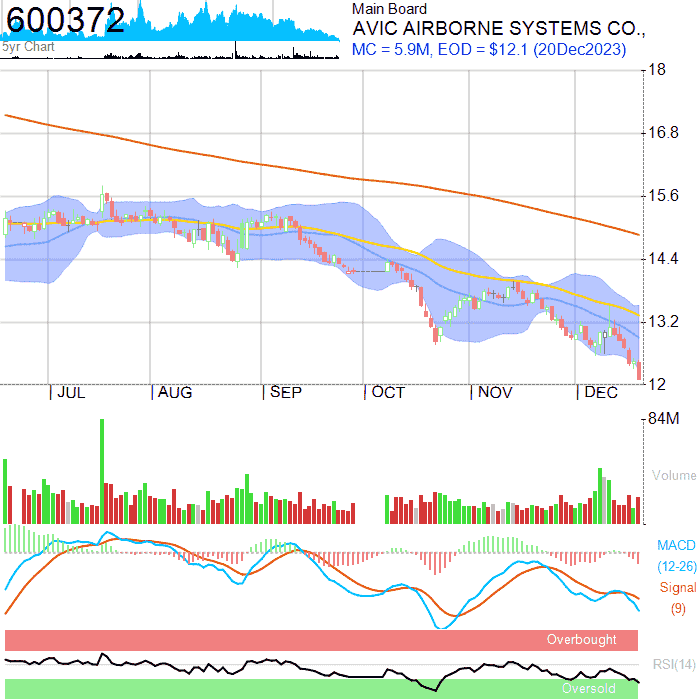 600372
5yr Chart
Main Board
AVIC AIRBORNE SYSTEMS CO.,
MC = 5.9M, EOD = $12.1 (20Dec2023)
18
16.8
15.6
14.4
13.2
12
JUL AUG SEP OCT NOV DEC
84M
Volume
MACD
(12-26)
Signal
(9)
Overbought
RSI(14)
Oversold